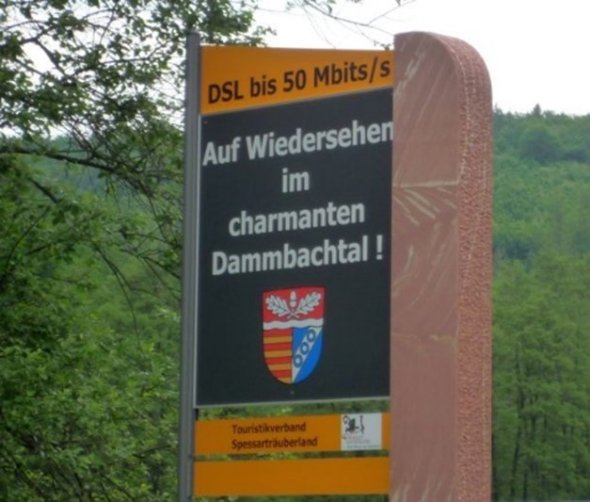 DSL bis 50 Mbits/s
Auf Wiedersehen
im
charmanten
Dammbachtal !
Touristikverband
Spessarträuberland